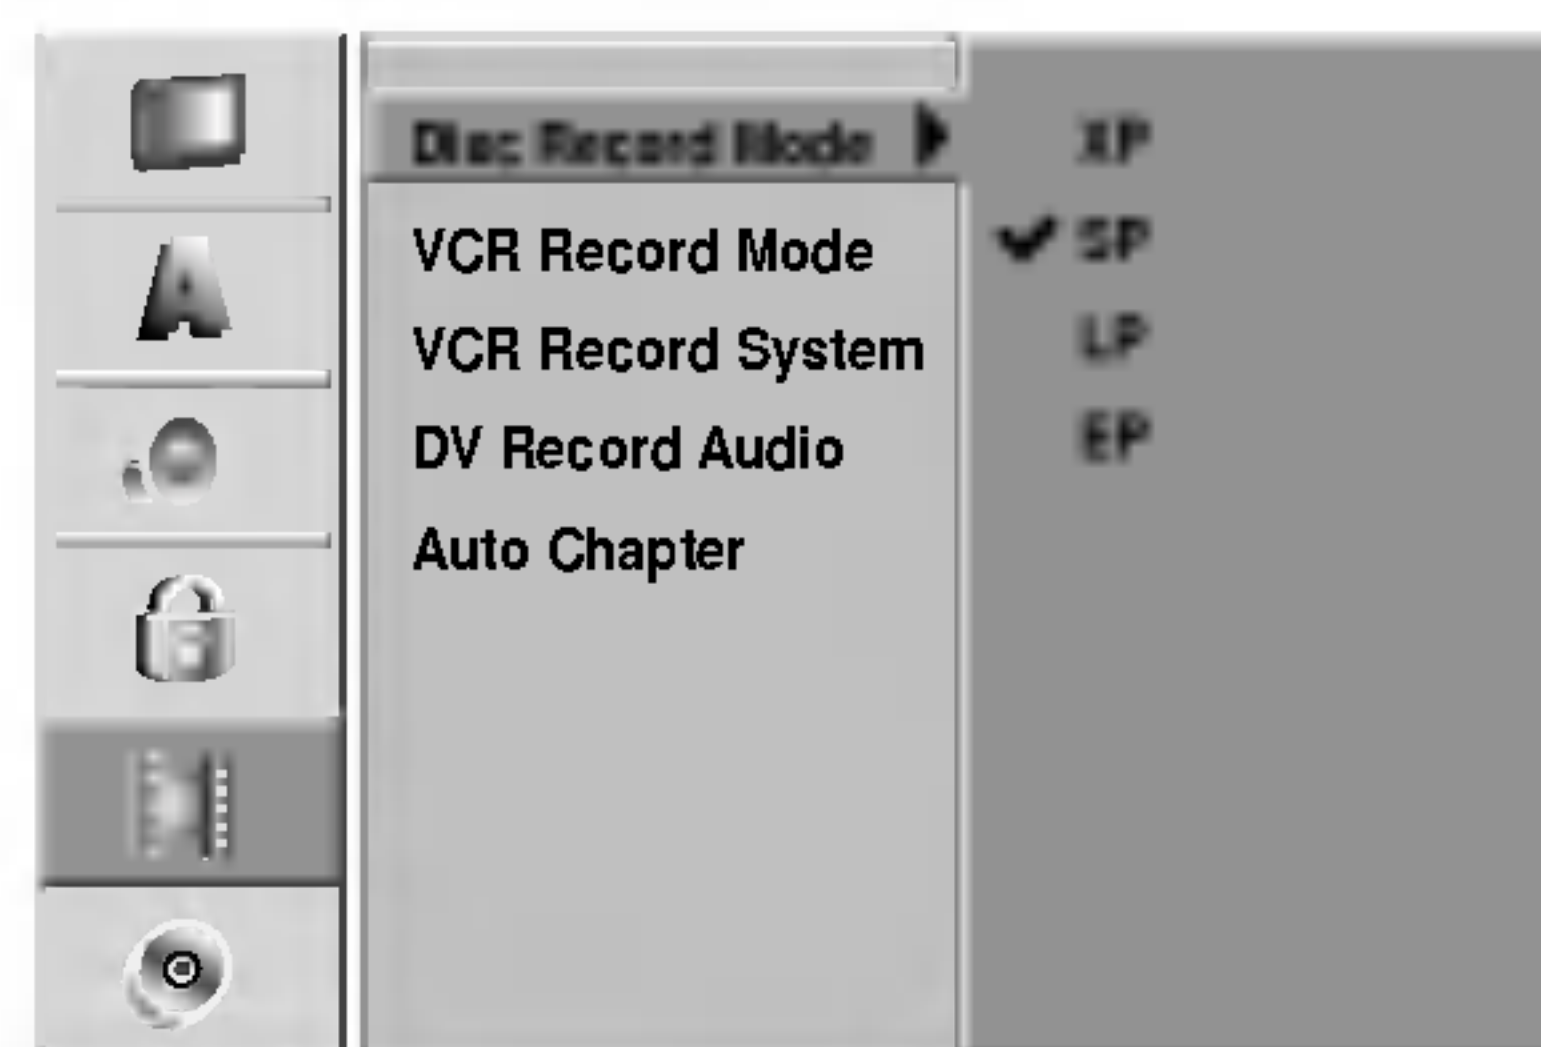 Disc Record Mode
VCR Record Mode
VCR Record System
DV Record Audio
Auto Chapter
XP
SP
LP
EP